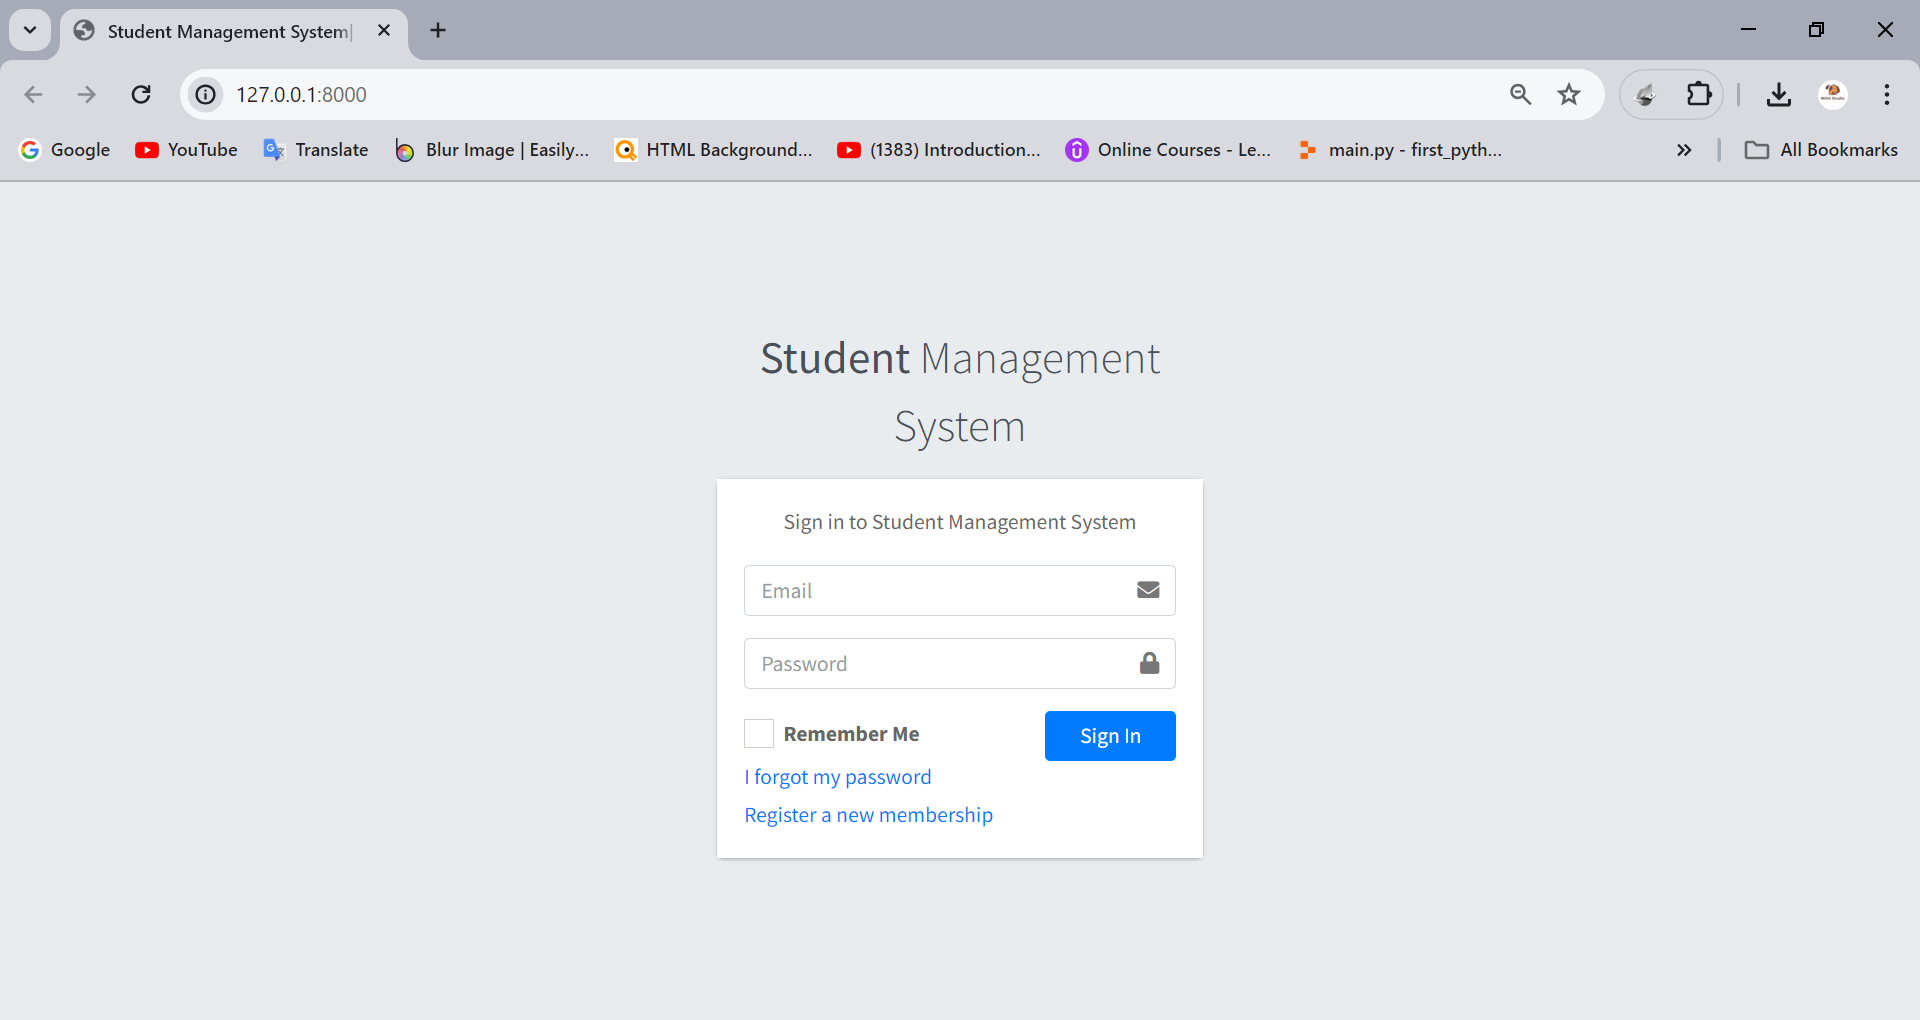 Student Management System|
127.0.0.1:8000
Google YouTube Translate Blur Image | Easily... HTML Background... (1383) Introduction... Online Courses - Le... main.py - first_pyth... All Bookmarks
Student Management
System
Sign in to Student Management System
Email
Password
Remember Me Sign In
I forgot my password
Register a new membership